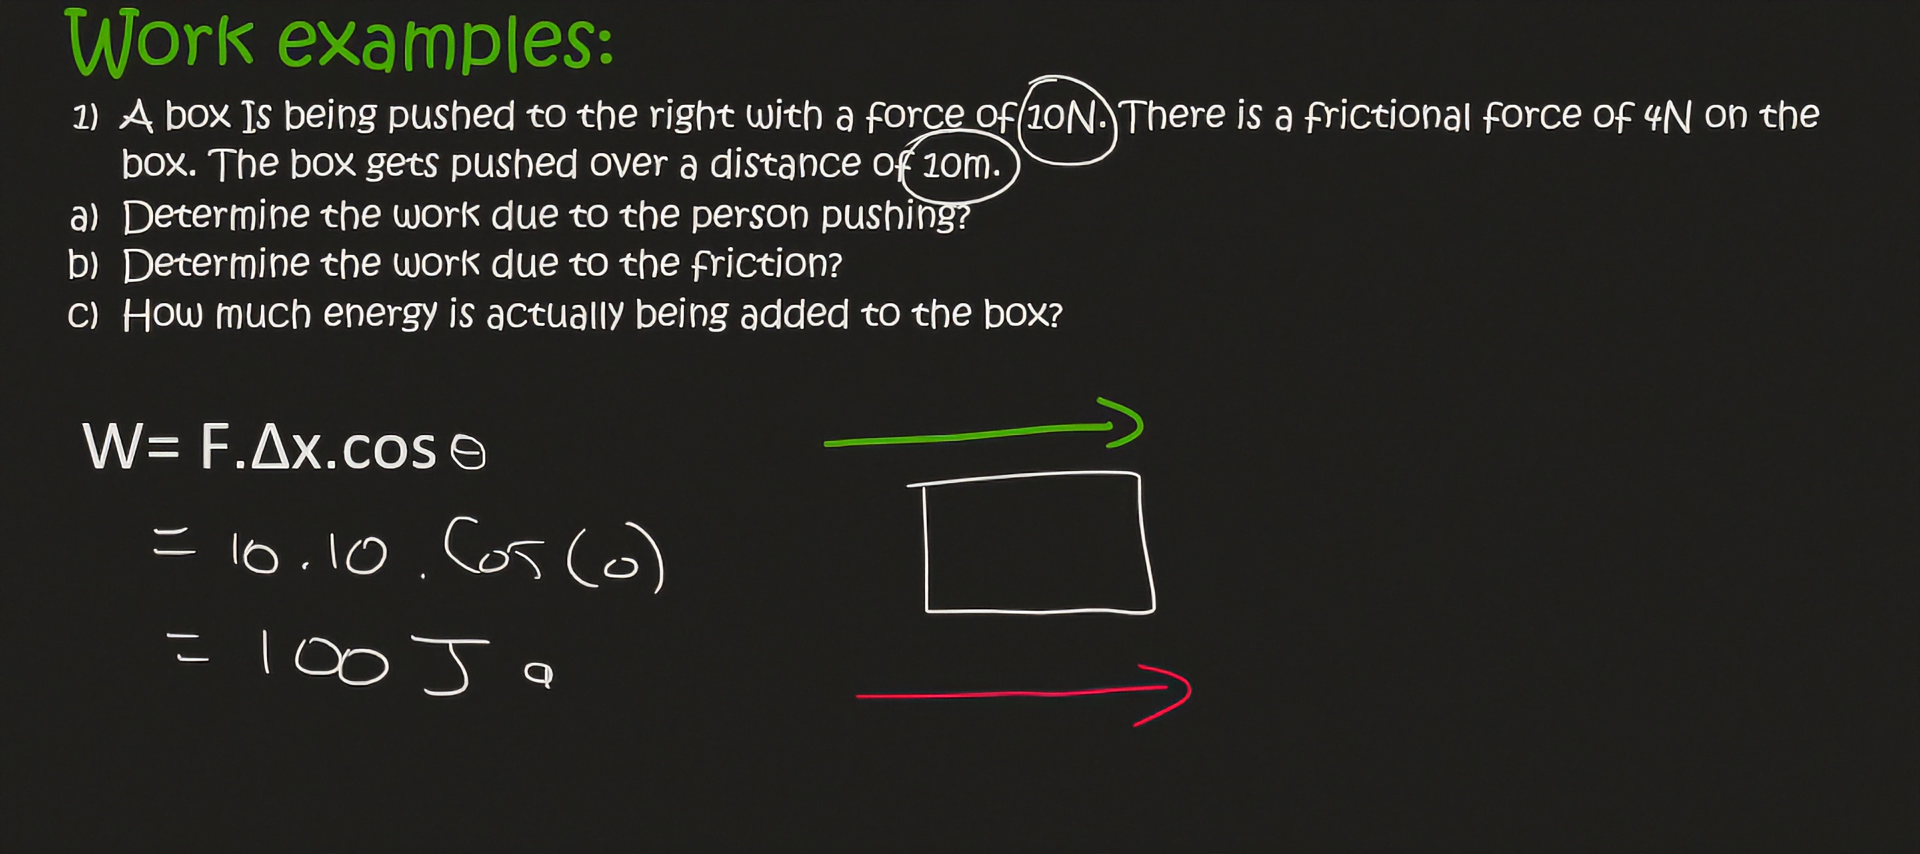 Work examples:
1) A box Is being pushed to the right with a force of 10N. There is a frictional force of 4N on the
box. The box gets pushed over a distance of 10m.
a) Determine the work due to the person pushing?
b) Determine the work due to the friction?
c) How much energy is actually being added to the box?
W= F.Δx.cos θ
= 10.10.Cos(0)
= 100 J